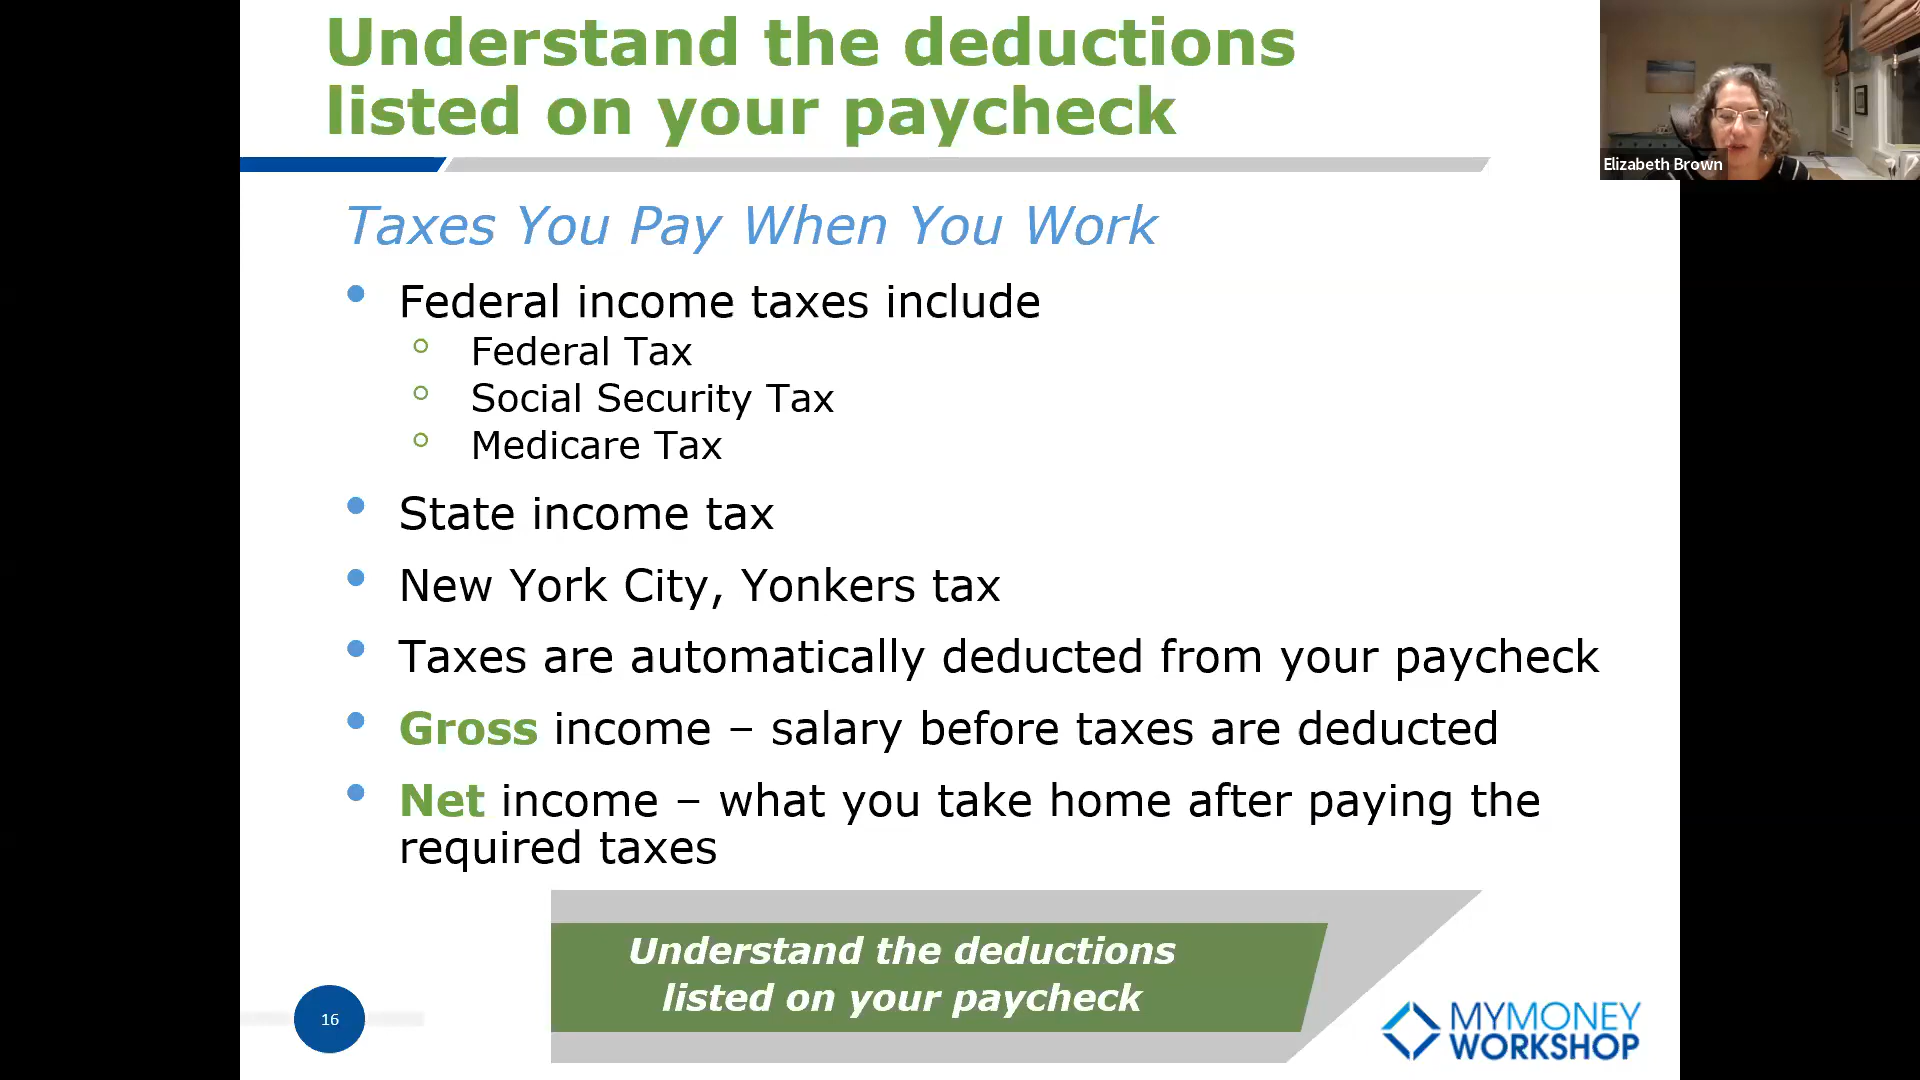 Understand the deductions
listed on your paycheck
Elizabeth Brown
Taxes You Pay When You Work
Federal income taxes include
Federal Tax
Social Security Tax
Medicare Tax
State income tax
New York City, Yonkers tax
Taxes are automatically deducted from your paycheck
Gross income – salary before taxes are deducted
Net income – what you take home after paying the
required taxes
Understand the deductions
listed on your paycheck
16
MYMONEY
WORKSHOP